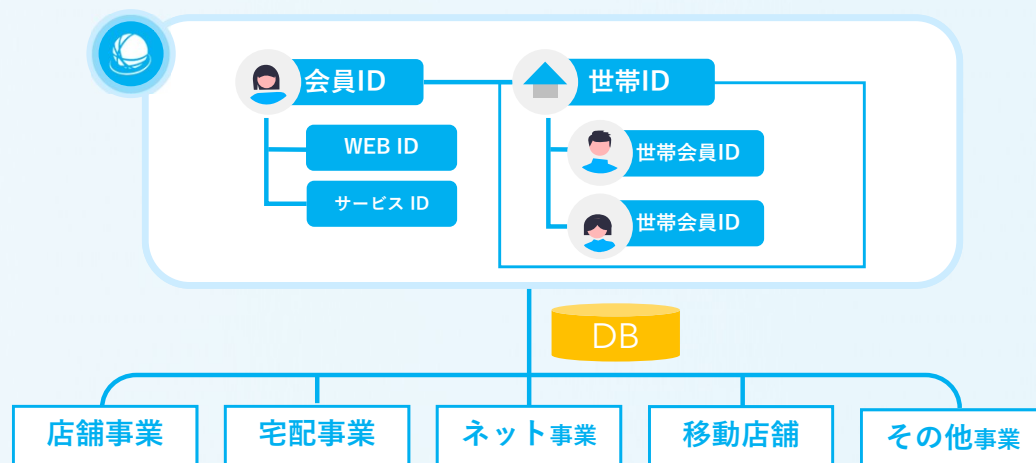 会員ID
世帯ID
WEB ID
世帯会員ID
サービス ID
世帯会員ID
DB
店舗事業
宅配事業
ネット事業
移動店舗
その他事業